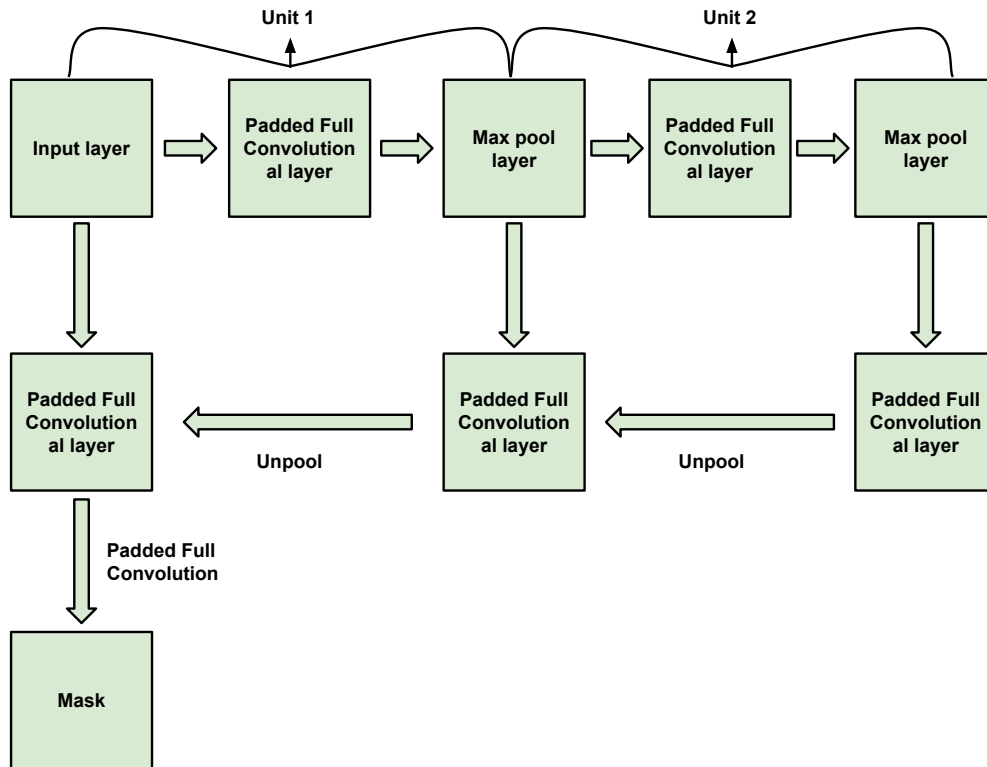 Unit 1
Unit 2
Input layer
Padded Full
Convolution
al layer
Max pool
layer
Padded Full
Convolution
al layer
Max pool
layer
Padded Full
Convolution
al layer
Unpool
Padded Full
Convolution
al layer
Unpool
Padded Full
Convolution
al layer
Padded Full
Convolution
Mask